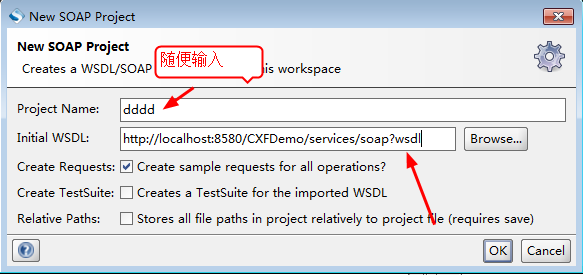 New SOAP Project
New SOAP Project
随便输入
Creates a WSDL/SOAP
his workspace
Project Name:
dddd
Initial WSDL:
http://localhost:8580/CXFDemo/services/soap?wsdl
Browse...
Create Requests:
Create sample requests for all operations?
Create TestSuite:
Creates a TestSuite for the imported WSDL
Relative Paths:
Stores all file paths in project relatively to project file (requires save)
?
OK
Cancel